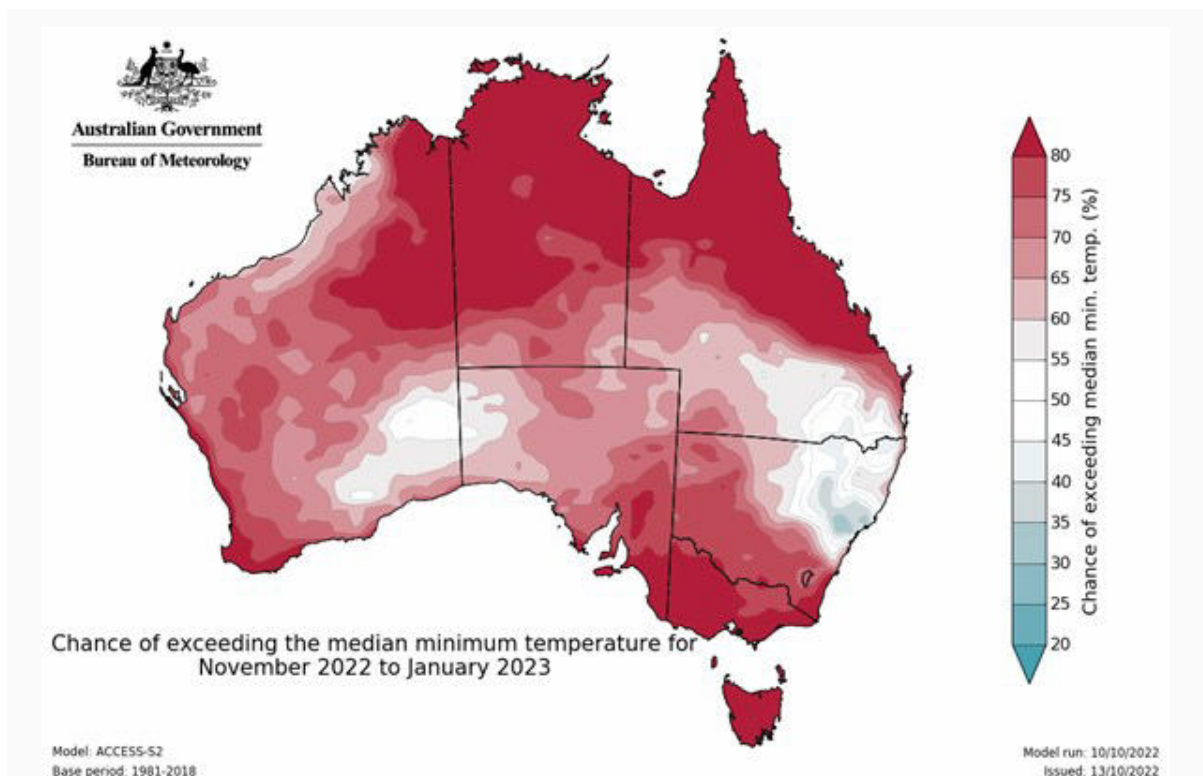 Australian Government
Bureau of Meteorology
80
75
70
65
60
55
50
45
40
35
30
25
20
Chance of exceeding median min. temp. (%)
Chance of exceeding the median minimum temperature for
November 2022 to January 2023
Model: ACCESS-S2
Base period: 1981-2018
Model run: 10/10/2022
Issued: 13/10/2022